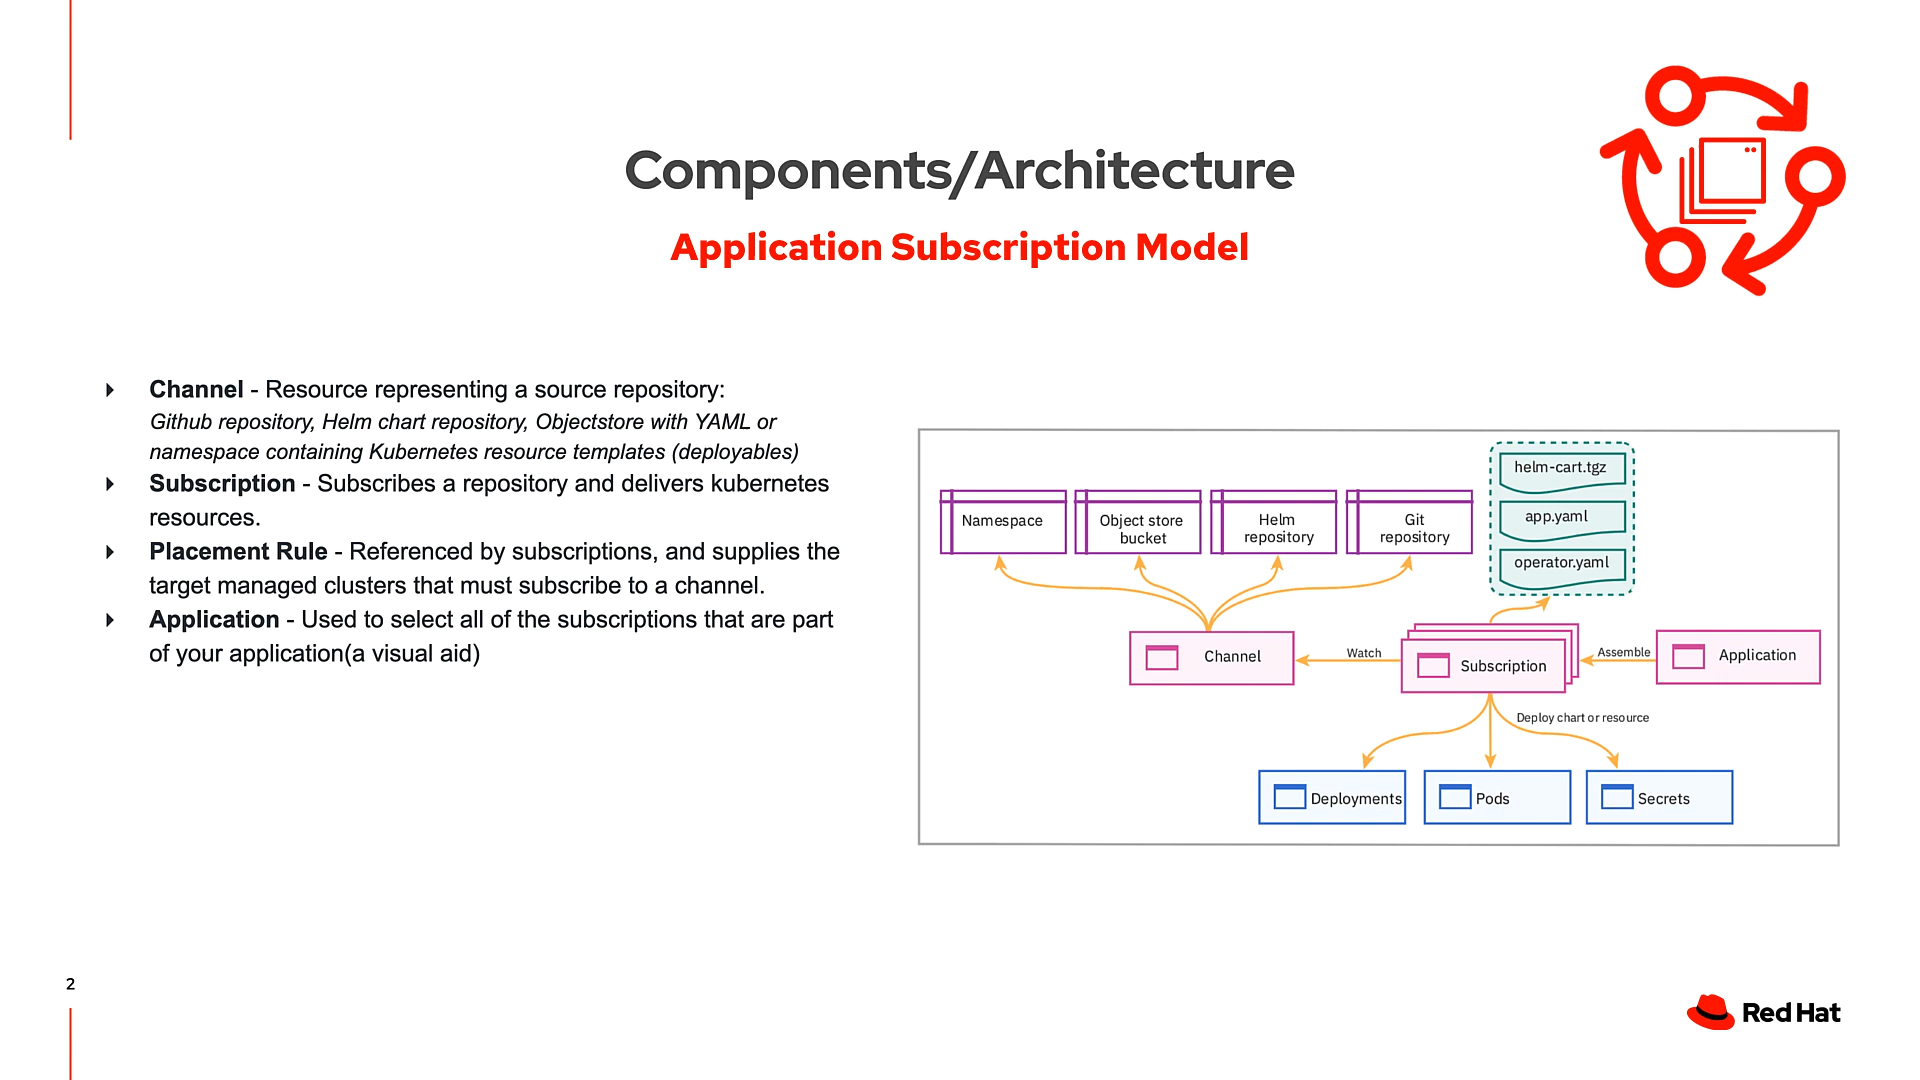 Components/Architecture
Application Subscription Model
Channel - Resource representing a source repository:
Github repository, Helm chart repository, Objectstore with YAML or
namespace containing Kubernetes resource templates (deployables)
Subscription - Subscribes a repository and delivers kubernetes
resources.
Placement Rule - Referenced by subscriptions, and supplies the
target managed clusters that must subscribe to a channel.
Application - Used to select all of the subscriptions that are part
of your application(a visual aid)
Namespace
Object store
bucket
Helm
repository
Git
repository
helm-cart.tgz
app.yaml
operator.yaml
Channel
Watch
Subscription
Assemble
Application
Deploy chart or resource
Deployments
Pods
Secrets
2
Red Hat